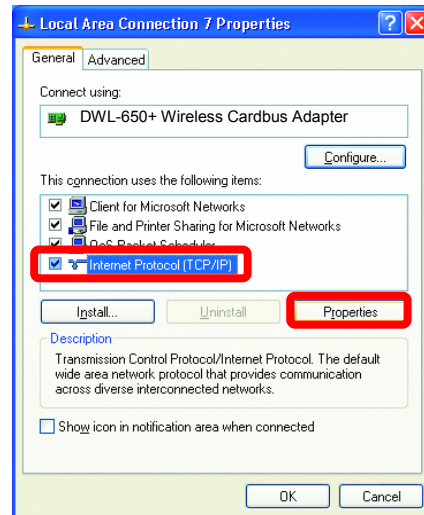 Local Area Connection 7 Properties
General Advanced
Connect using:
DWL-650+ Wireless Cardbus Adapter
Configure...
This connection uses the following items:
Client for Microsoft Networks
File and Printer Sharing for Microsoft Networks
QoS Packet Scheduler
Internet Protocol (TCP/IP)
Install... Uninstall Properties
Description
Transmission Control Protocol/Internet Protocol. The default
wide area network protocol that provides communication
across diverse interconnected networks.
Show icon in notification area when connected
OK Cancel